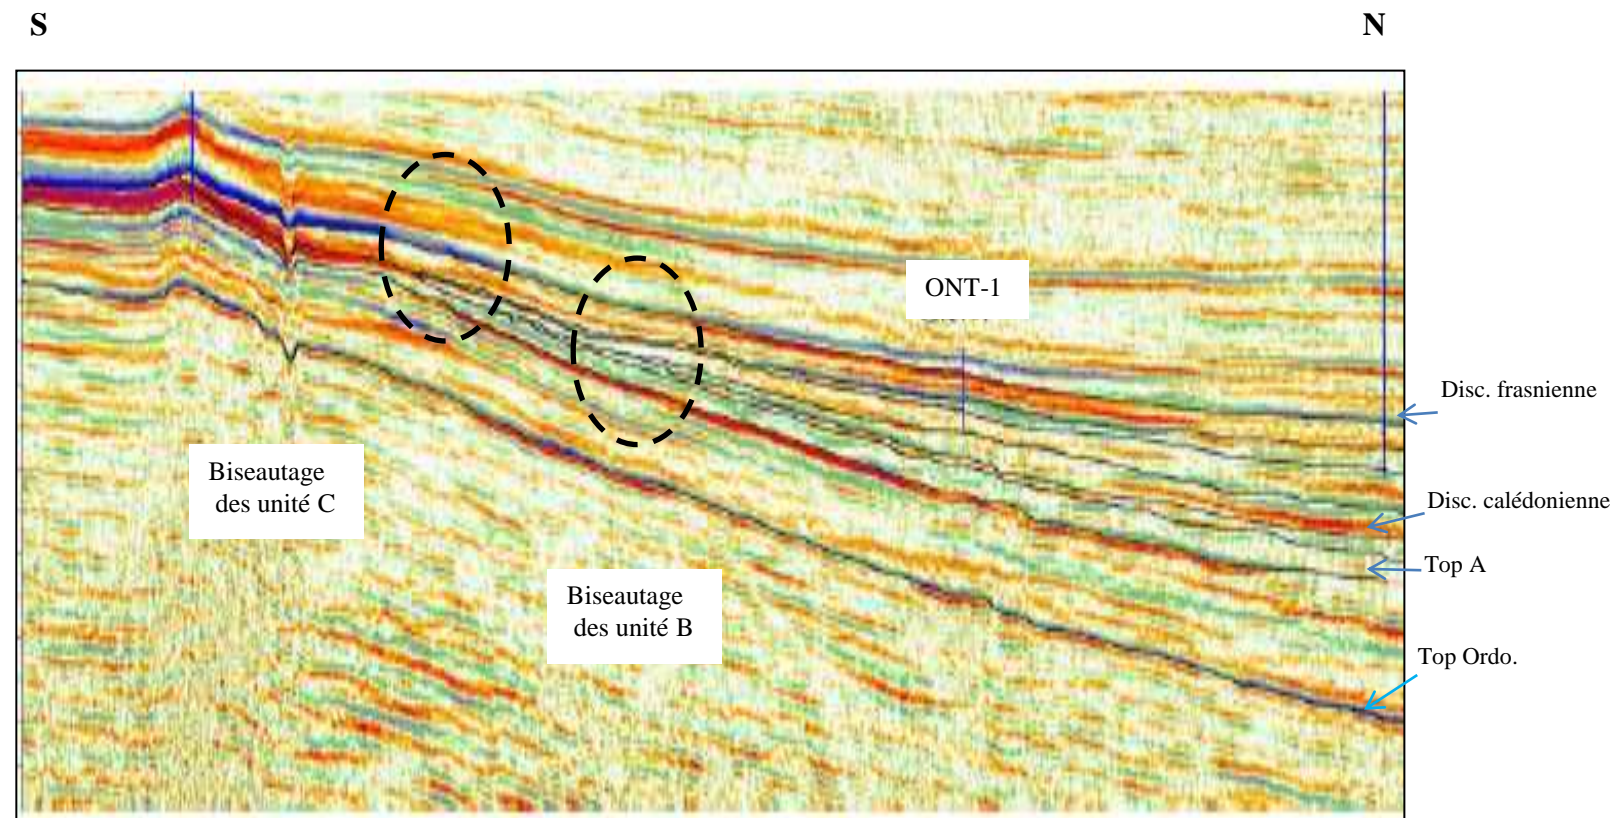 S
N
ONT-1
Disc. frasnienne
Biseautage
des unité C
Disc. calédonienne
Top A
Biseautage
des unité B
Top Ordo.